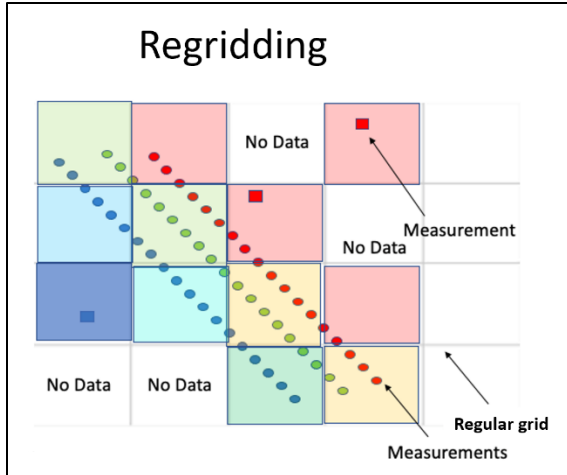 Regridding
No Data
Measurement
No Data
No Data
No Data
Regular grid
Measurements